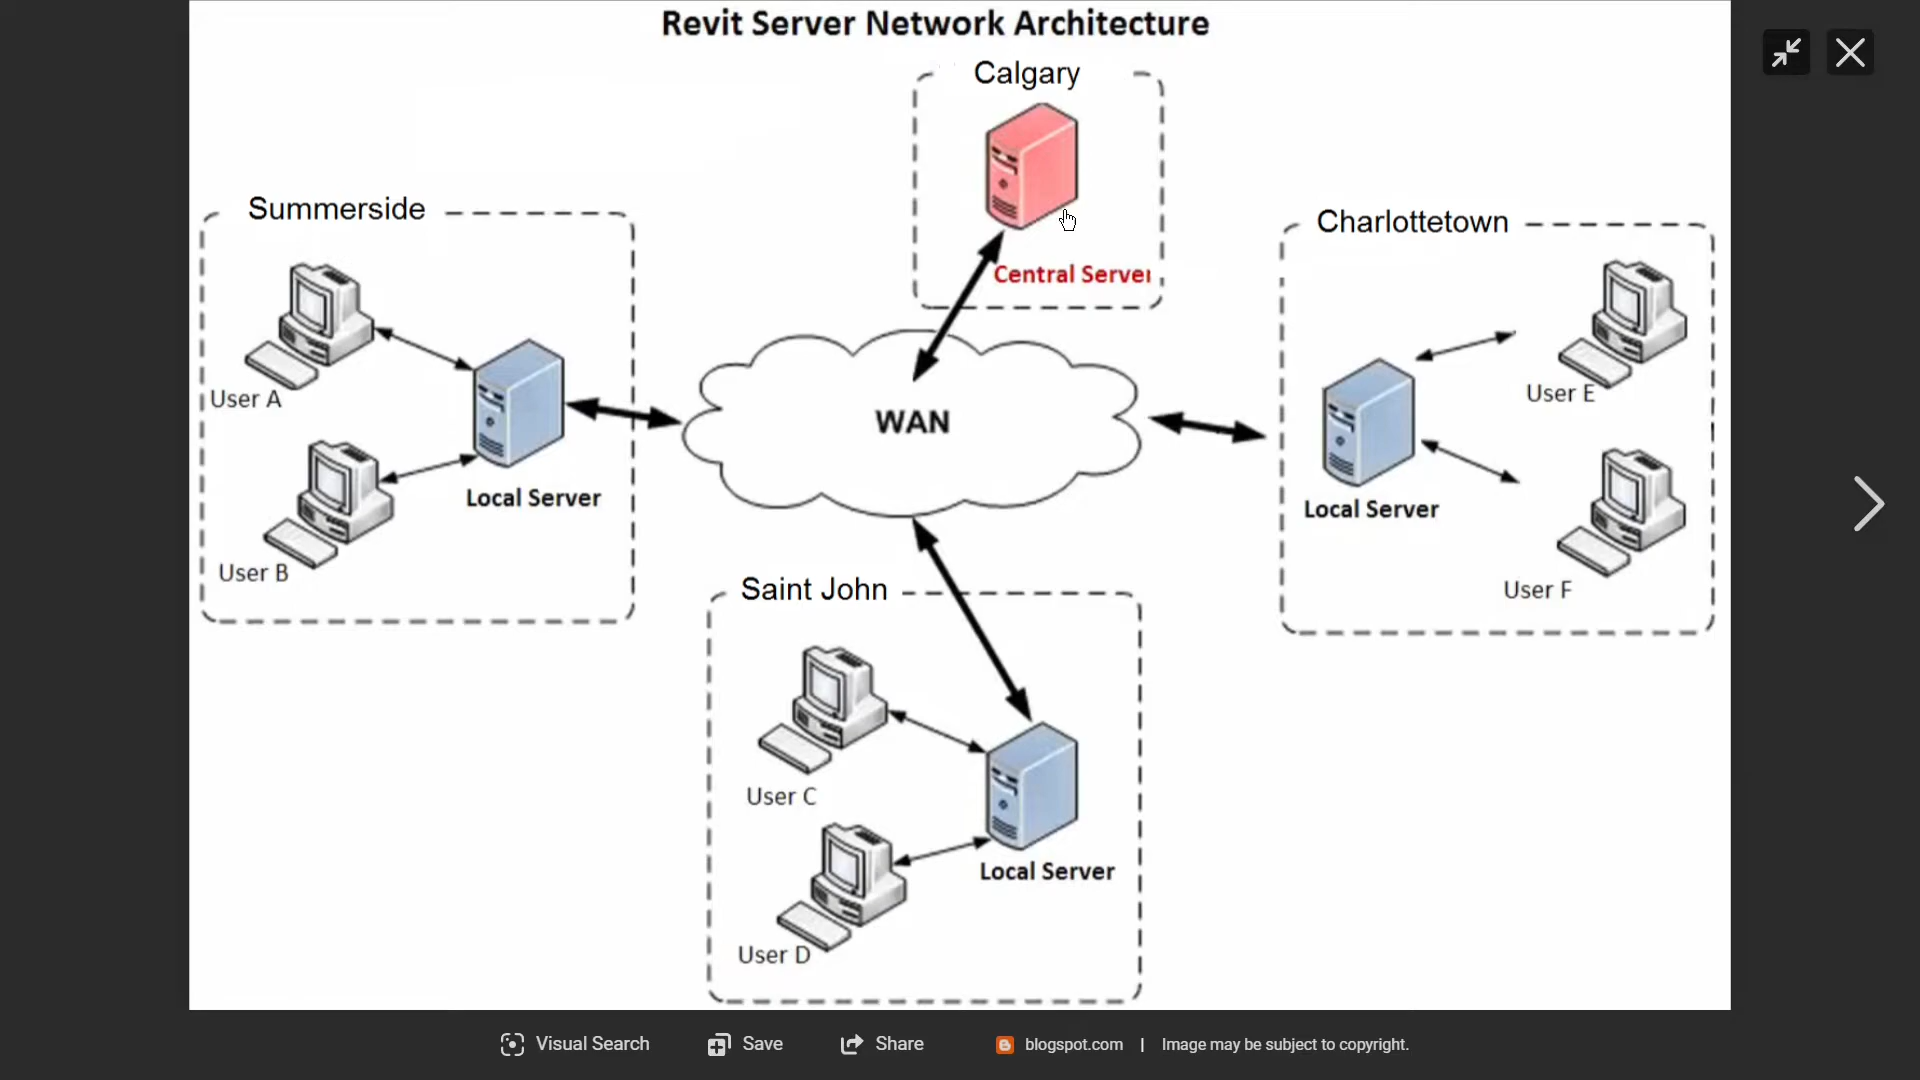 Revit Server Network Architecture
Calgary
Central Server
Summerside
User A
User B
Local Server
WAN
Charlottetown
User E
Local Server
User F
Saint John
User C
Local Server
User D
Visual Search
Save
Share
blogspot.com | Image may be subject to copyright.